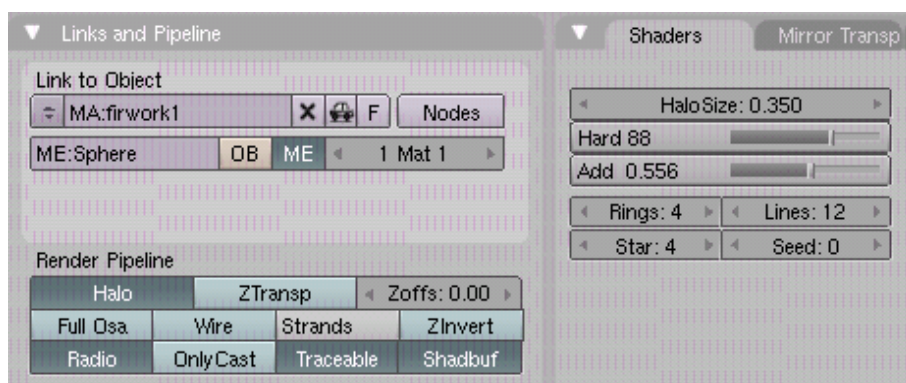 Links and Pipeline
Link to Object
MA:firwork1 F Nodes
ME:Sphere OB ME 1 Mat 1
Render Pipeline
Halo ZTransp Zoffs: 0.00
Full Osa Wire Strands ZInvert
Radio OnlyCast Traceable Shadbuf
Shaders Mirror Transp
HaloSize: 0.350
Hard 88
Add 0.556
Rings: 4 Lines: 12
Star: 4 Seed: 0